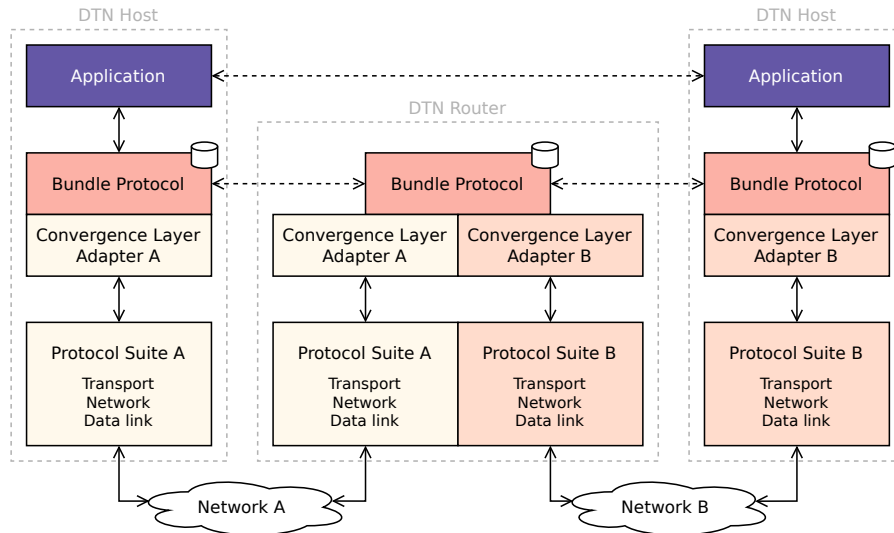 DTN Host
Application
Bundle Protocol
Convergence Layer
Adapter A
Protocol Suite A
Transport
Network
Data link
DTN Router
Bundle Protocol
Convergence Layer
Adapter A
Convergence Layer
Adapter B
Protocol Suite A
Transport
Network
Data link
Protocol Suite B
Transport
Network
Data link
DTN Host
Application
Bundle Protocol
Convergence Layer
Adapter B
Protocol Suite B
Transport
Network
Data link
Network A
Network B